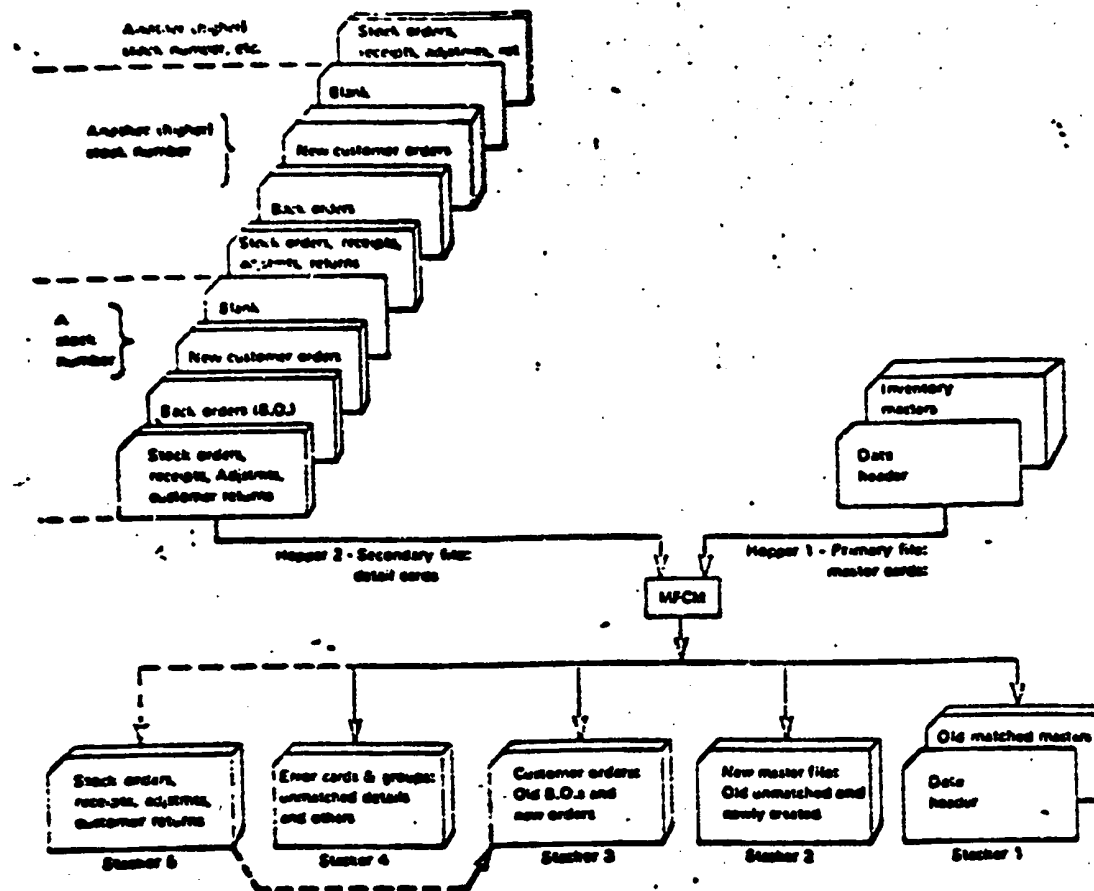 Another (higher)
stock number, etc.
Stock orders,
receipts, adjstmnts, ret
Blank
Another (higher)
stock number
New customer orders
Back orders
Stock orders, receipts,
adjstmnts, returns
Blank
A
stock
number
New customer orders
Back orders (B.O.)
Stock orders,
receipts, Adjstmnts,
customer returns
Inventory
masters
Date
header
Hopper 2 - Secondary file:
detail cards
Hopper 1 - Primary file:
master cards:
MFCM
Stock orders,
receipts, adjstmnts,
customer returns
Stacker 5
Error cards & groups:
unmatched details
and others
Stacker 4
Customer orders:
Old B.O.s and
new orders
Stacker 3
New master file:
Old unmatched and
newly created
Stacker 2
Old matched masters
Date
header
Stacker 1